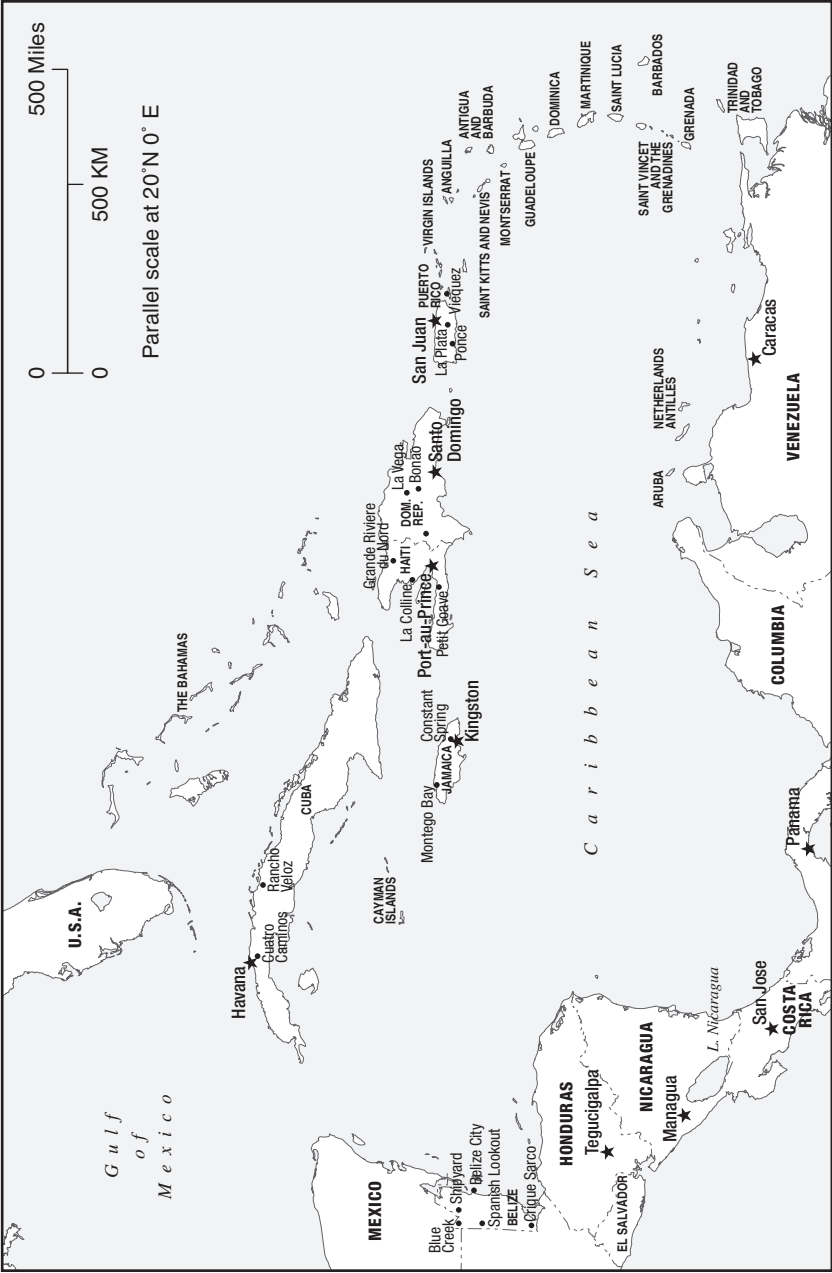 0 500 Miles
0 500 KM
Parallel scale at 20˚N 0˚ E
Gulf
of
Mexico
U.S.A.
THE BAHAMAS
Havana
Cuatro
Caminos
Rancho
Veloz
CUBA
CAYMAN
ISLANDS
Montego Bay
JAMAICA
Constant
Spring
Kingston
Grande Riviere
du Nord
La Colline
HAITI
Port-au-Prince
Petit Goave
DOM.
REP.
La Vega
Bonao
Santo
Domingo
San Juan
PUERTO
RICO
La Plata
Ponce
Viequez
VIRGIN ISLANDS
ANGUILLA
ANTIGUA
AND
BARBUDA
SAINT KITTS AND NEVIS
MONTSERRAT
GUADELOUPE
DOMINICA
MARTINIQUE
SAINT LUCIA
SAINT VINCET
AND THE
GRENADINES
BARBADOS
GRENADA
TRINIDAD
AND
TOBAGO
MEXICO
Blue
Creek
Shipyard
Belize City
Spanish Lookout
BELIZE
Crique Sarco
HONDURAS
Tegucigalpa
EL SALVADOR
NICARAGUA
Managua
L. Nicaragua
San Jose
COSTA
RICA
Panama
Caribbean Sea
ARUBA
NETHERLANDS
ANTILLES
COLUMBIA
VENEZUELA
Caracas